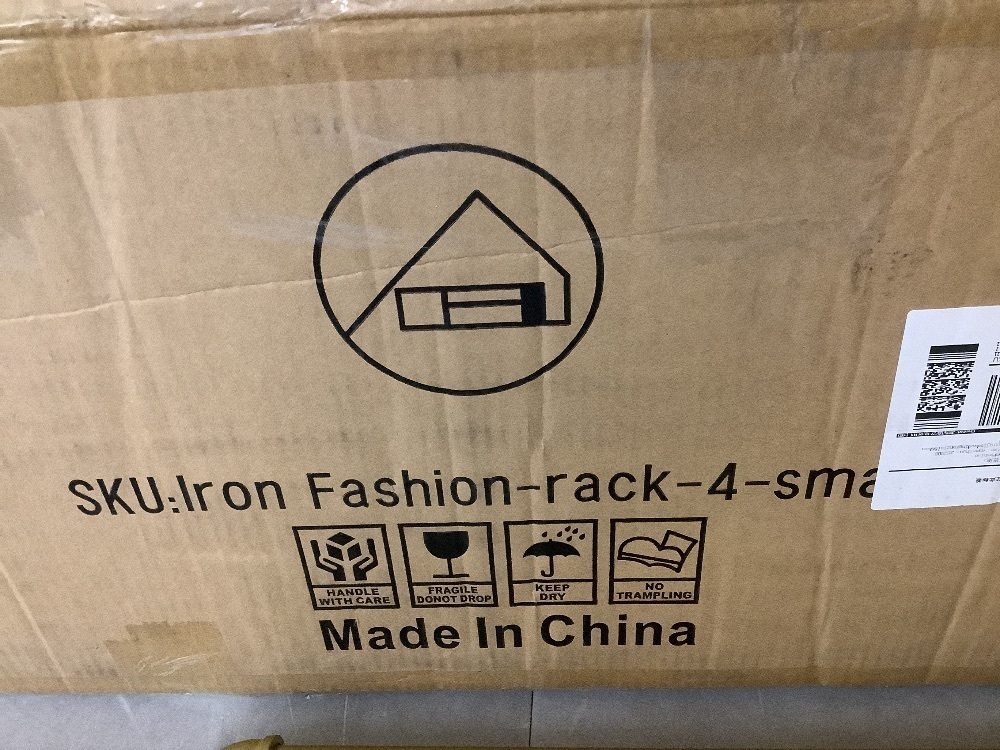 SKU:Iron Fashion-rack-4-sma
HANDLE
WITH CARE
FRAGILE
DONOT DROP
KEEP
DRY
NO
TRAMPLING
Made In China